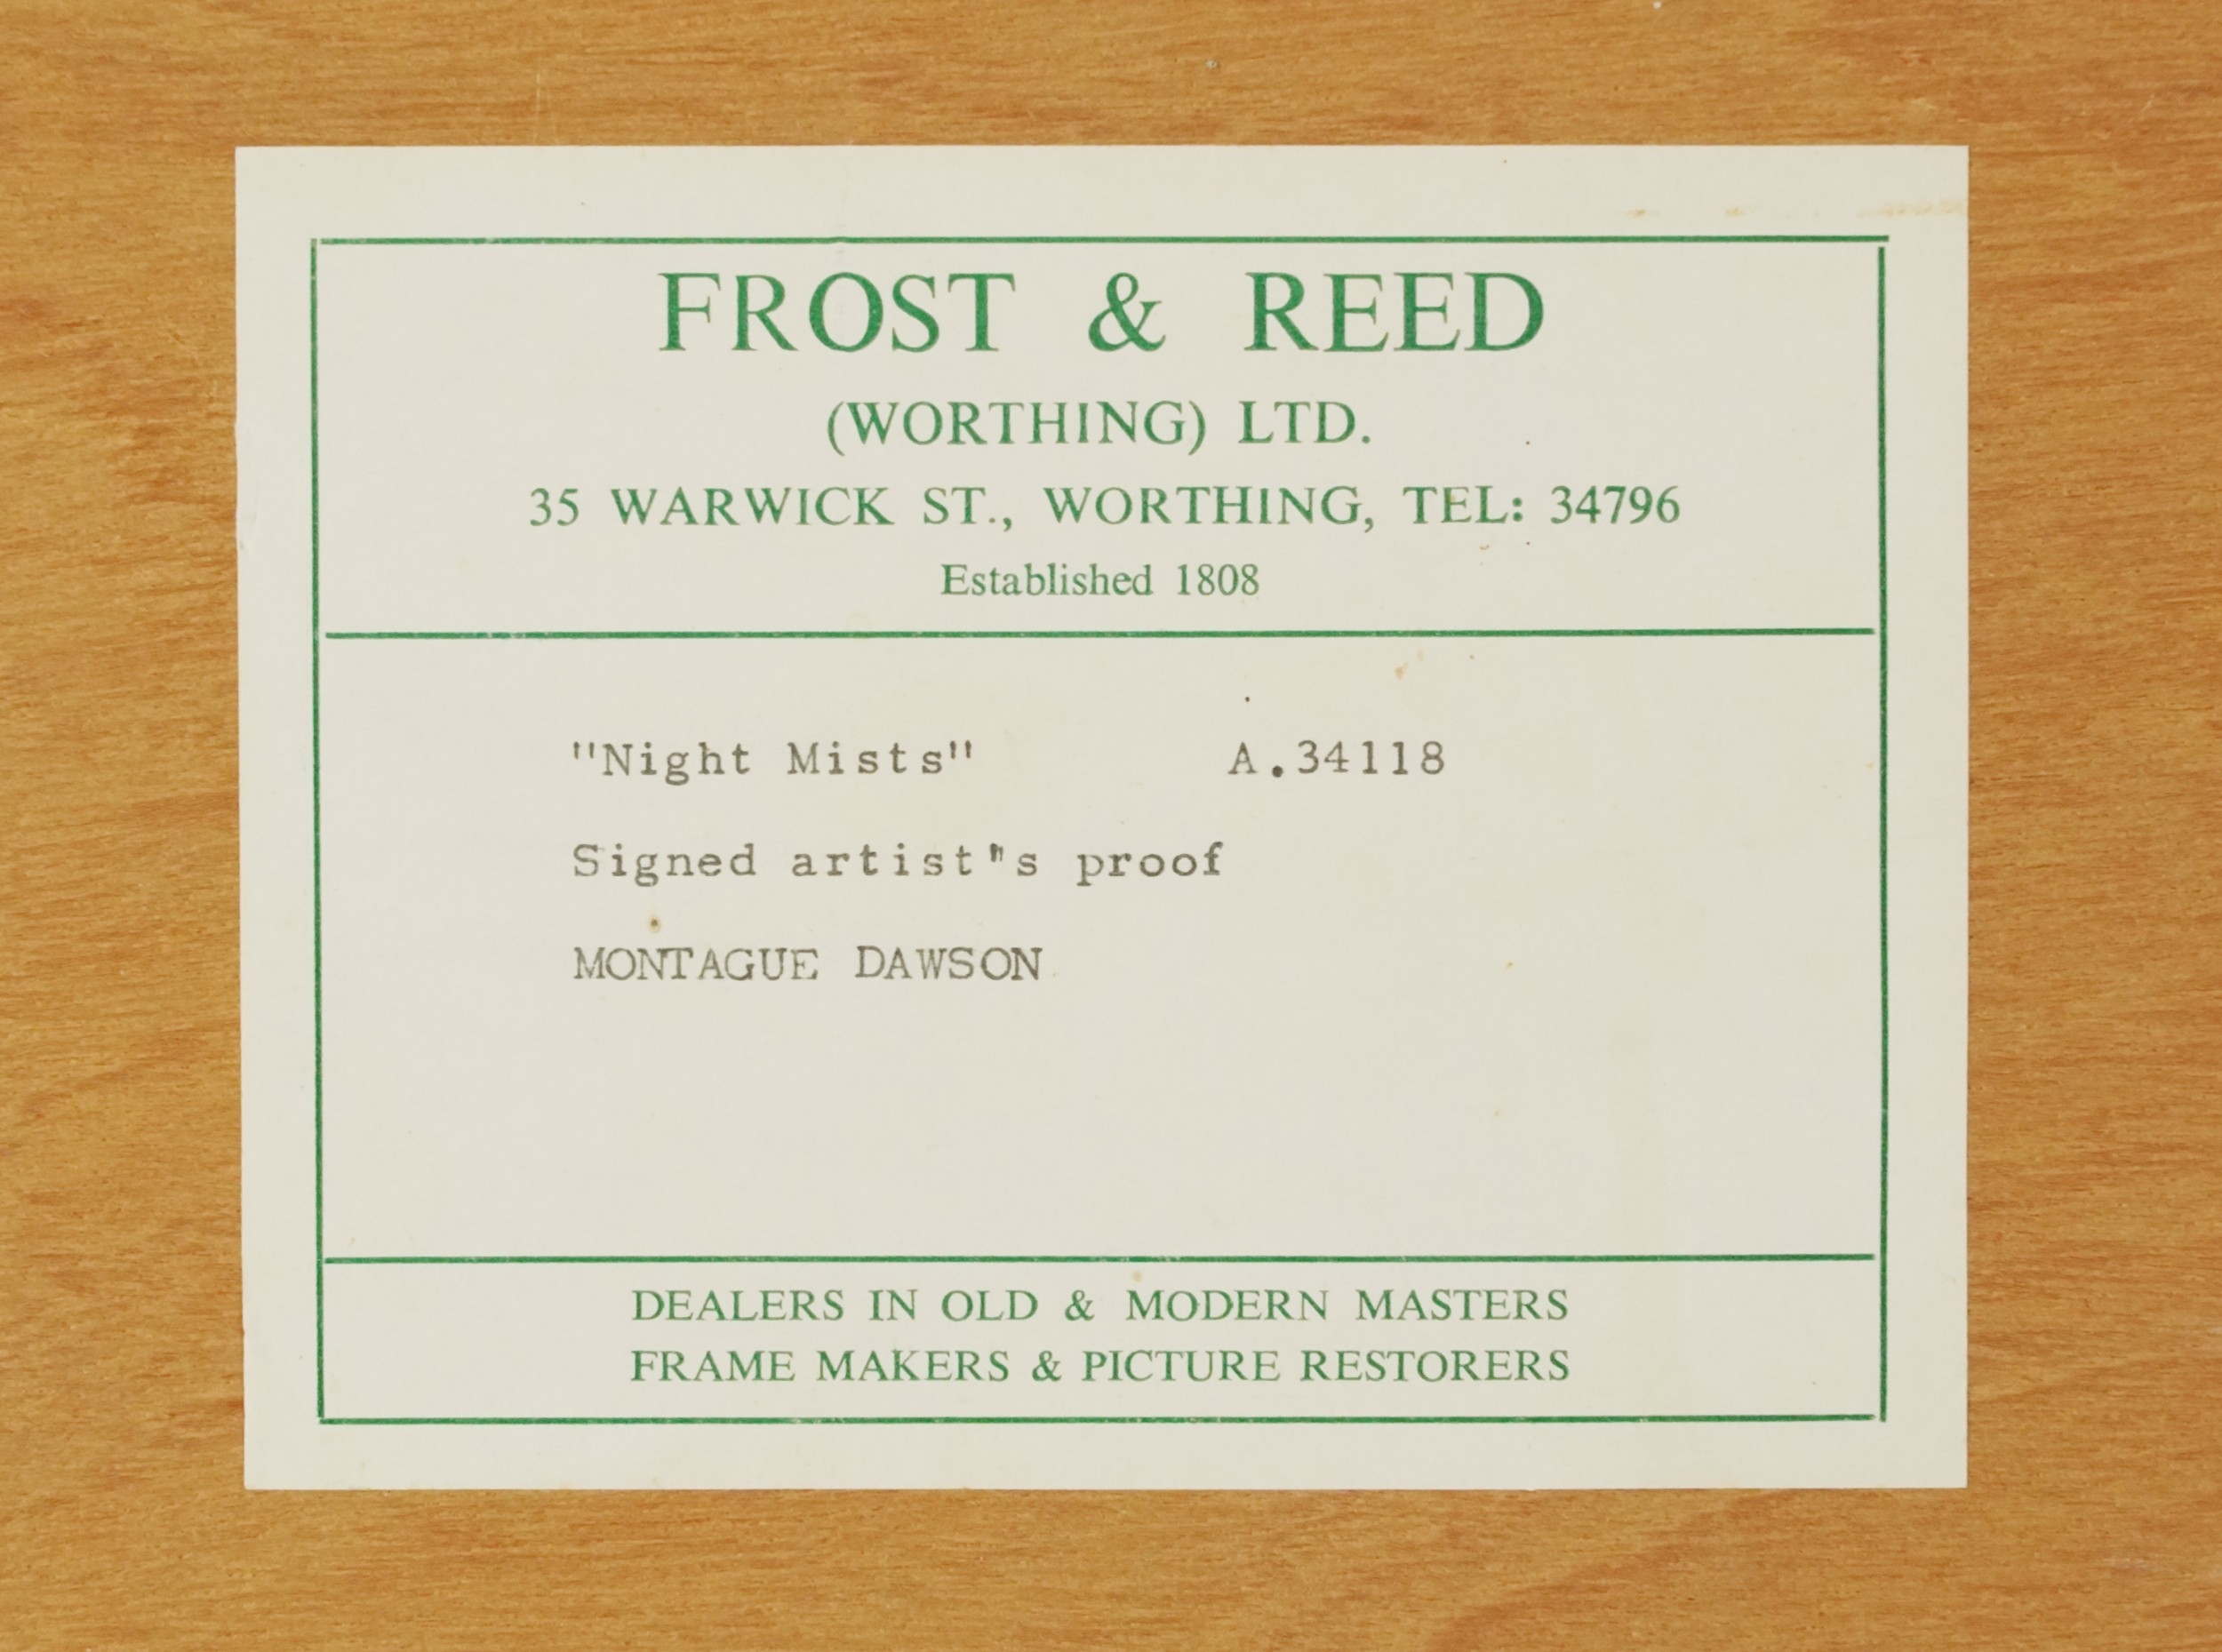 FROST & REED
(WORTHING) LTD.
35 WARWICK ST., WORTHING, TEL: 34796
Established 1808
"Night Mists" A.34118
Signed artist"s proof
MONTAGUE DAWSON
DEALERS IN OLD & MODERN MASTERS
FRAME MAKERS & PICTURE RESTORERS